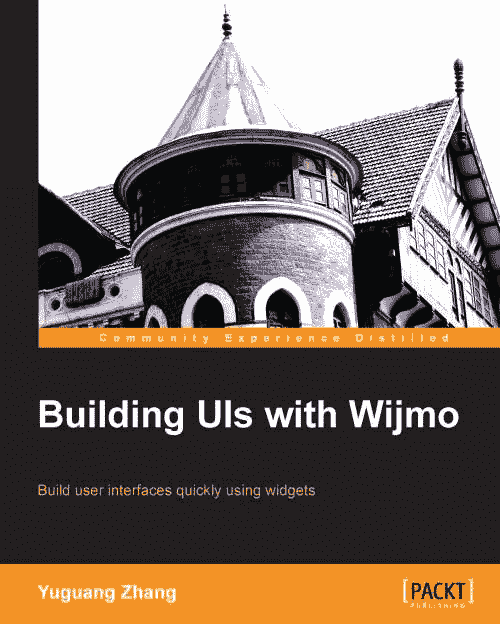 Community Experience Distilled
Building UIs with Wijmo
Build user interfaces quickly using widgets
Yuguang Zhang
[PACKT]
PUBLISHING